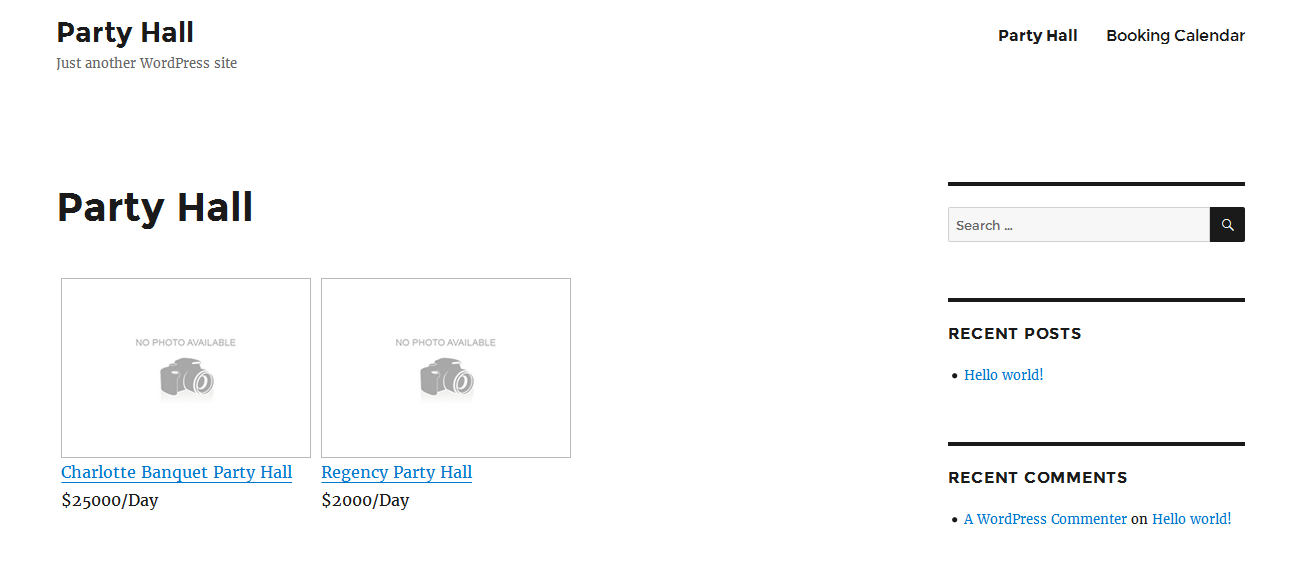 Party Hall
Just another WordPress site
Party Hall
Booking Calendar
Party Hall
NO PHOTO AVAILABLE
Charlotte Banquet Party Hall
$25000/Day
NO PHOTO AVAILABLE
Regency Party Hall
$2000/Day
Search ...
RECENT POSTS
Hello world!
RECENT COMMENTS
A WordPress Commenter on Hello world!